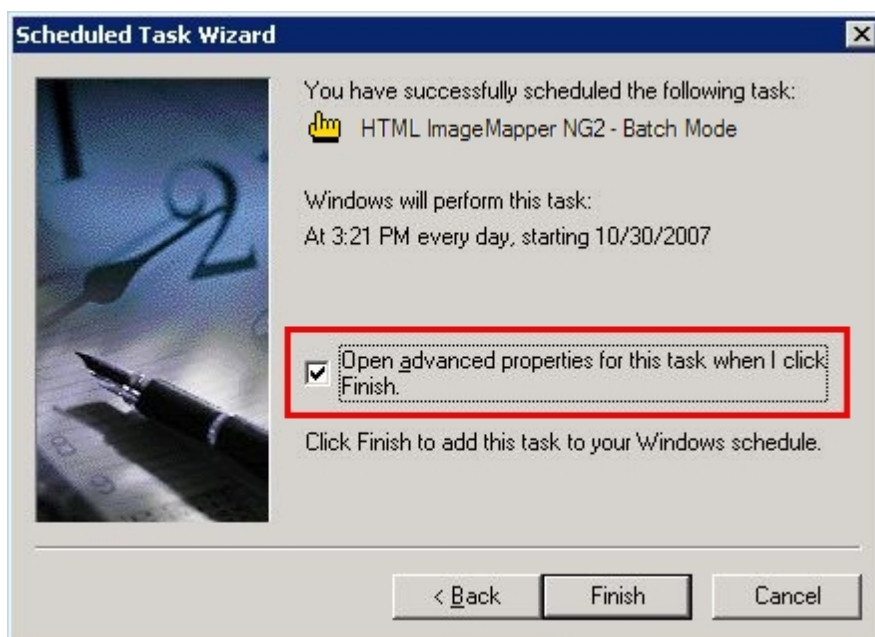 Scheduled Task Wizard
You have successfully scheduled the following task:
HTML ImageMapper NG2 - Batch Mode
Windows will perform this task:
At 3:21 PM every day, starting 10/30/2007
Open advanced properties for this task when I click
Finish.
Click Finish to add this task to your Windows schedule.
< Back
Finish
Cancel
2